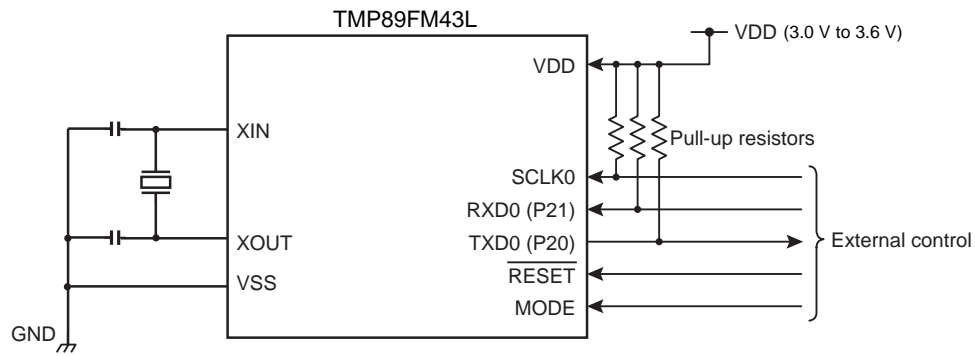 TMP89FM43L
VDD (3.0 V to 3.6 V)
VDD
XIN
Pull-up resistors
SCLK0
RXD0 (P21)
XOUT
TXD0 (P20)
External control
RESET
VSS
MODE
GND